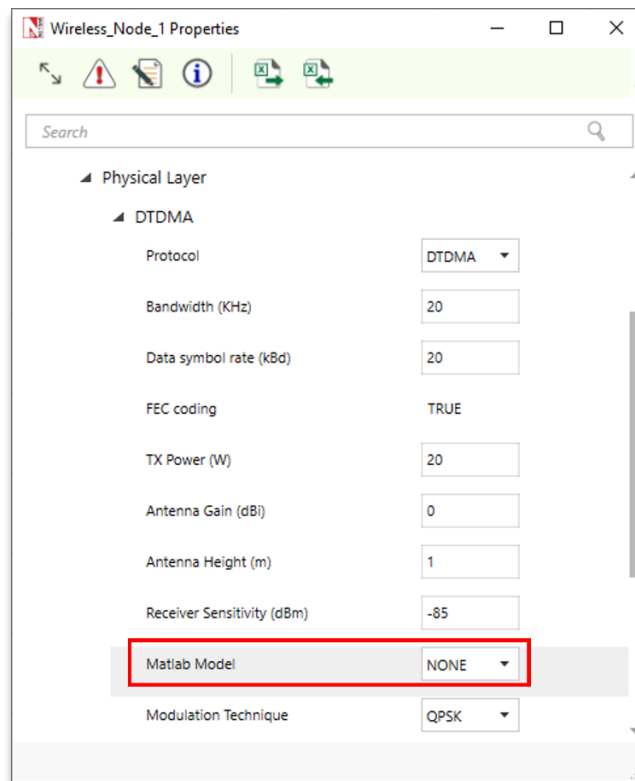 Wireless_Node_1 Properties
Search
Physical Layer
DTDMA
Protocol DTDMA
Bandwidth (KHz) 20
Data symbol rate (kBd) 20
FEC coding TRUE
TX Power (W) 20
Antenna Gain (dBi) 0
Antenna Height (m) 1
Receiver Sensitivity (dBm) -85
Matlab Model NONE
Modulation Technique QPSK